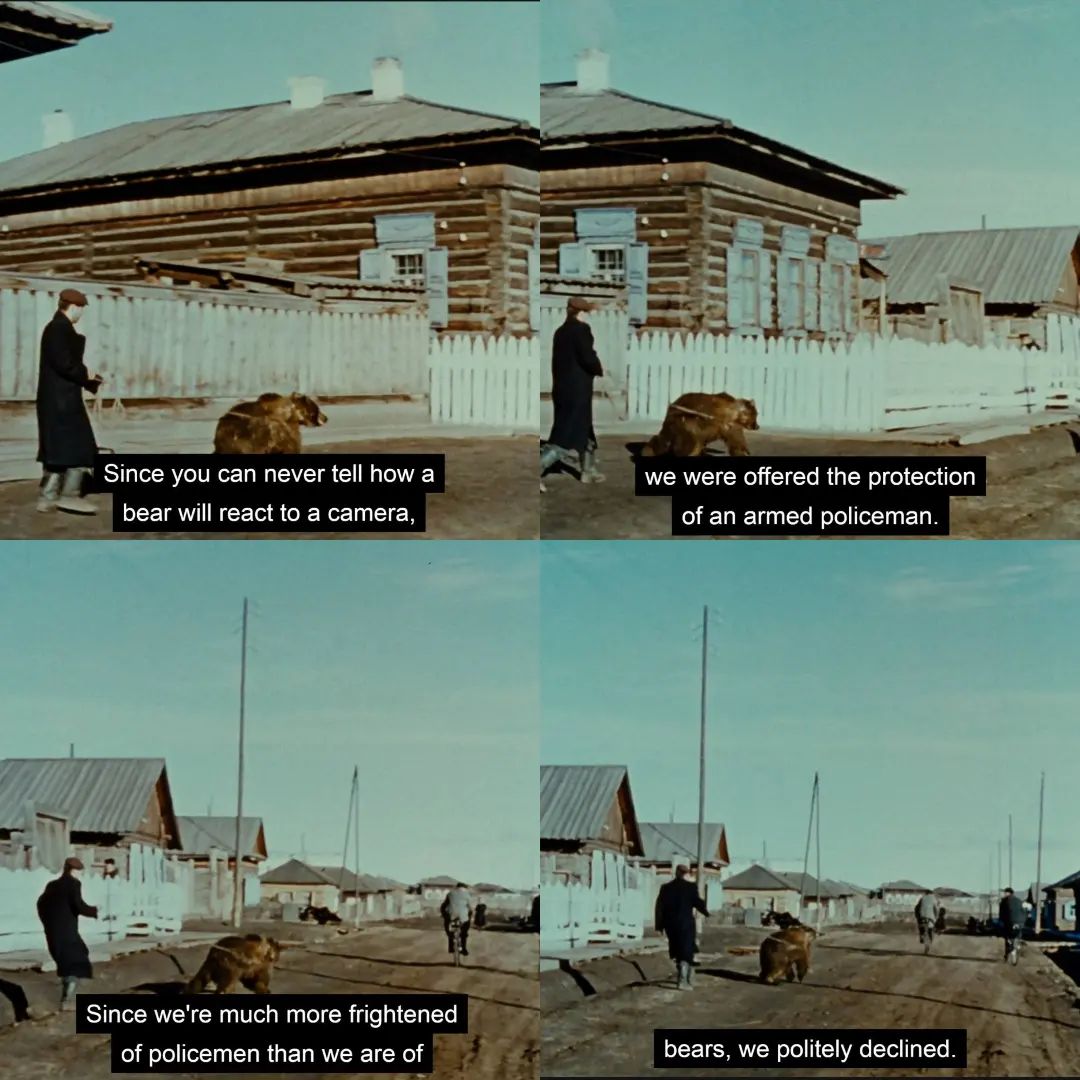 Since you can never tell how a
bear will react to a camera,
we were offered the protection
of an armed policeman.
Since we're much more frightened
of policemen than we are of
bears, we politely declined.